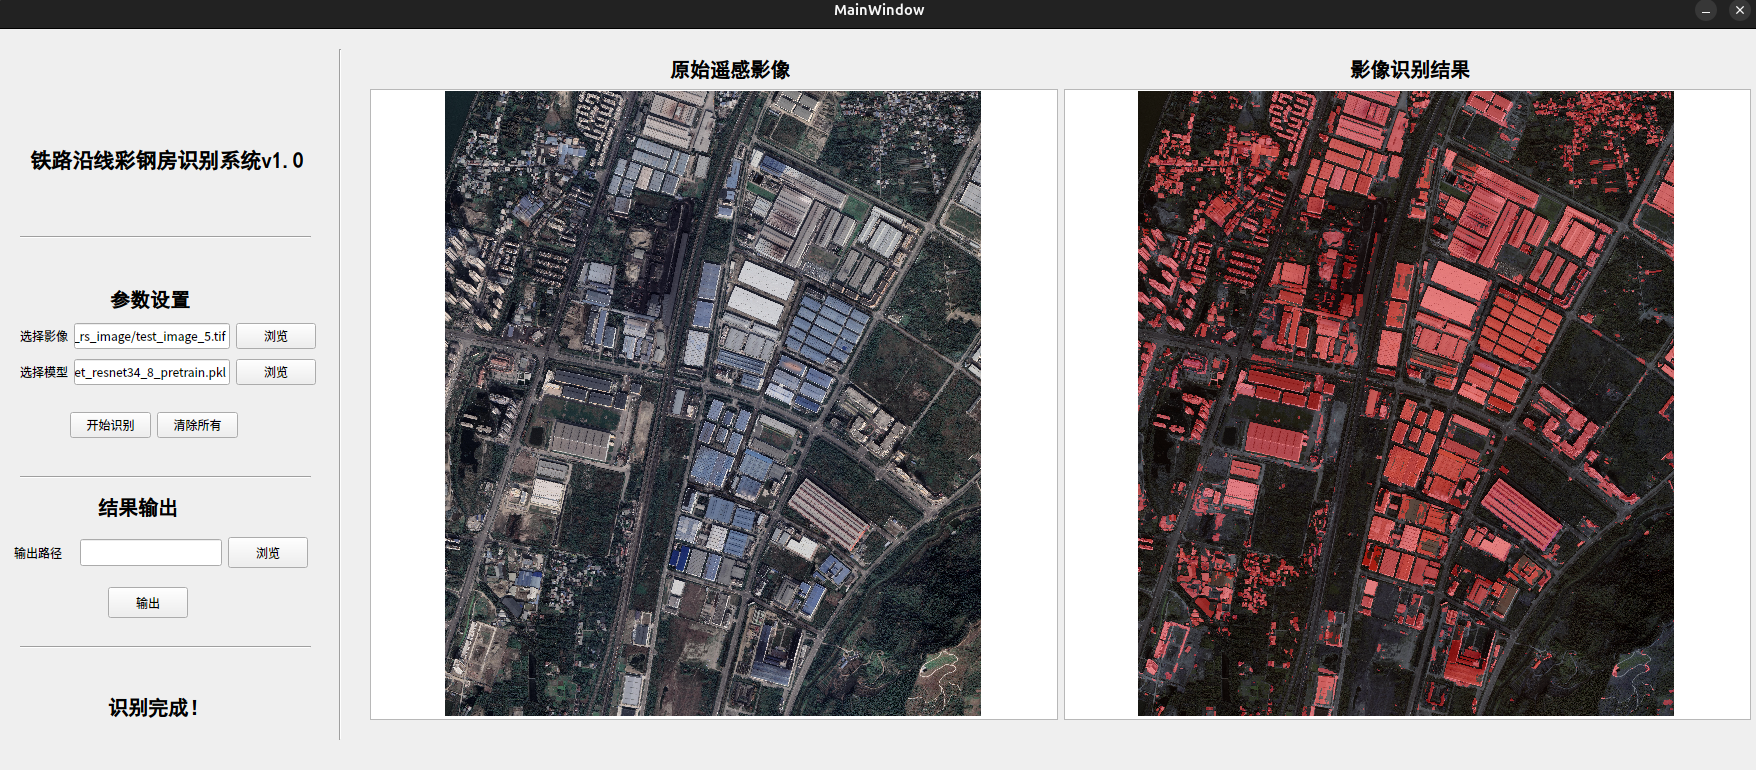 MainWindow
铁路沿线彩钢房识别系统v1.0
参数设置
选择影像 _rs_image/test_image_5.tif 浏览
选择模型 et_resnet34_8_pretrain.pkl 浏览
开始识别 清除所有
结果输出
输出路径 浏览
输出
识别完成!
原始遥感影像
影像识别结果